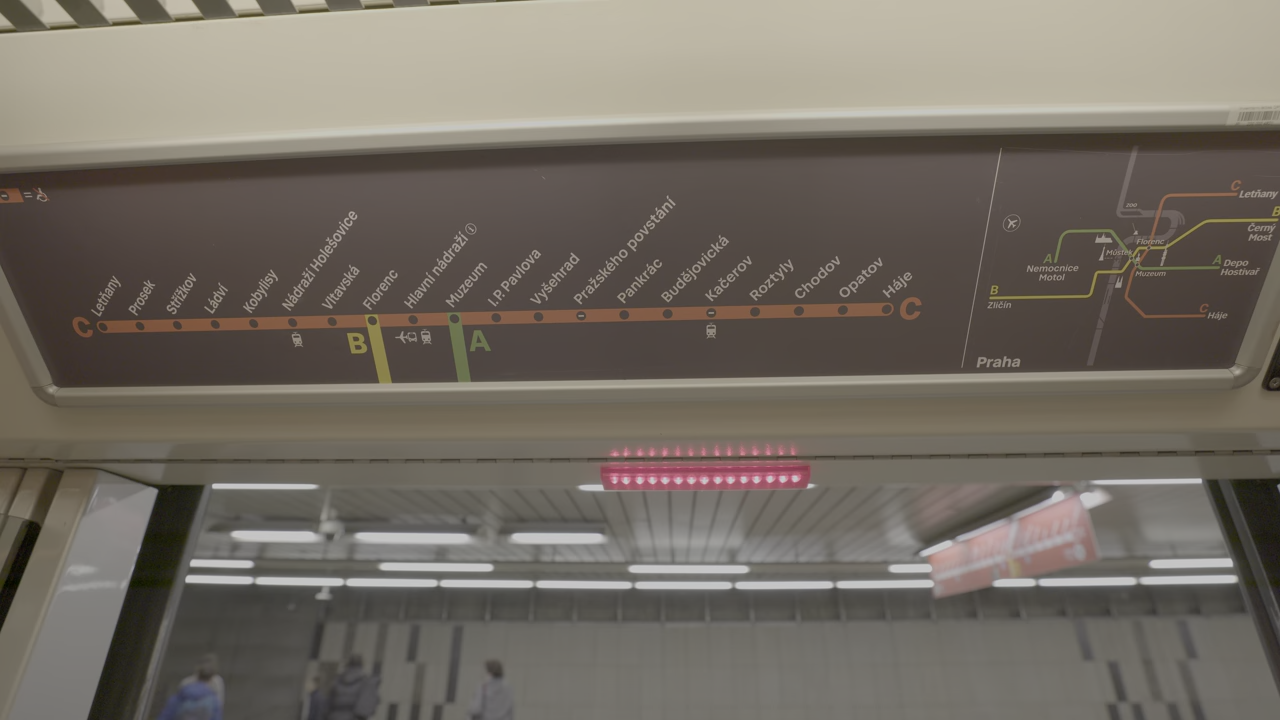 C
Letňany
Prosek
Střížkov
Ládví
Kobylisy
Nádraží Holešovice
Vltavská
Florenc
Hlavní nádraží
Muzeum
I.P. Pavlova
Vyšehrad
Pražského povstání
Pankrác
Budějovická
Kačerov
Roztyly
Chodov
Opatov
Háje
C
B
A
C
Letňany
zoo
B
Černý
Most
Florenc
A
Můstek
Nemocnice
Motol
Muzeum
A
Depo
Hostivař
B
Zličín
C
Háje
Praha